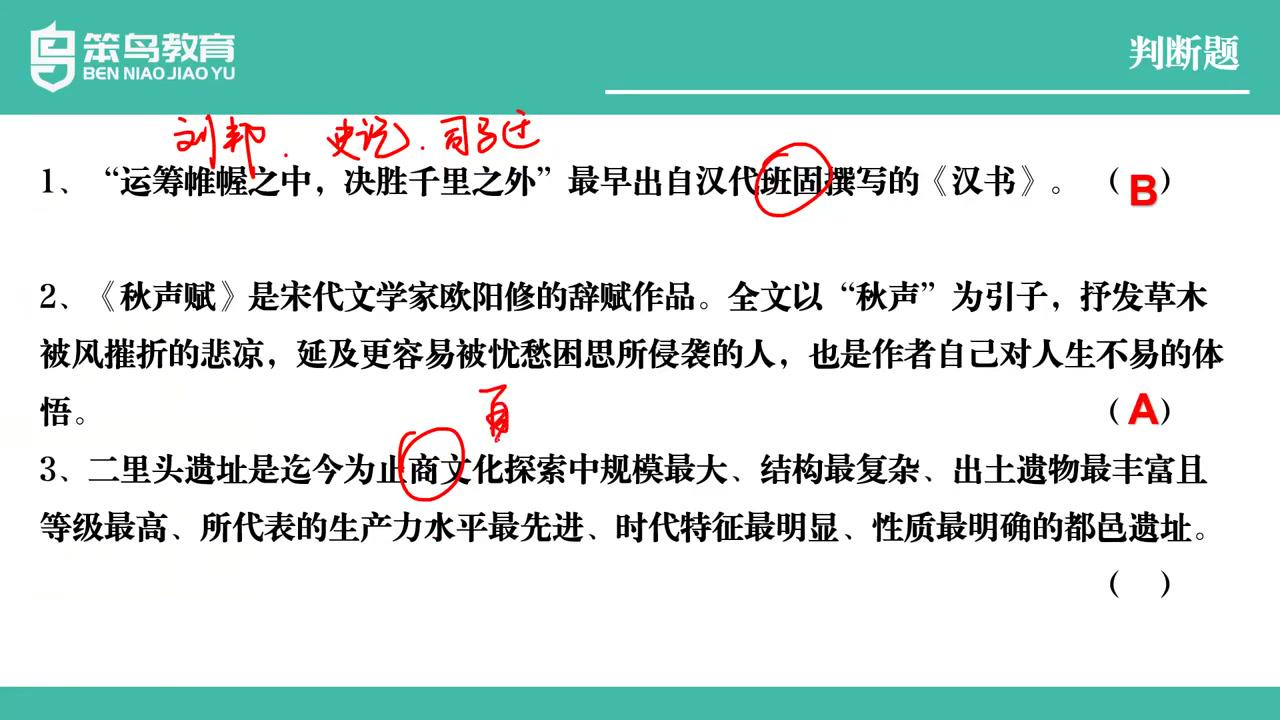 笨鸟教育
BEN NIAO JIAO YU
判断题
刘邦. 史记. 司马迁
1、“运筹帷幄之中，决胜千里之外”最早出自汉代班固撰写的《汉书》。 （B）
2、《秋声赋》是宋代文学家欧阳修的辞赋作品。全文以“秋声”为引子，抒发草木
被风摧折的悲凉，延及更容易被忧愁困思所侵袭的人，也是作者自己对人生不易的体
悟。 （A）
夏
3、二里头遗址是迄今为止商文化探索中规模最大、结构最复杂、出土遗物最丰富且
等级最高、所代表的生产力水平最先进、时代特征最明显、性质最明确的都邑遗址。
（ ）